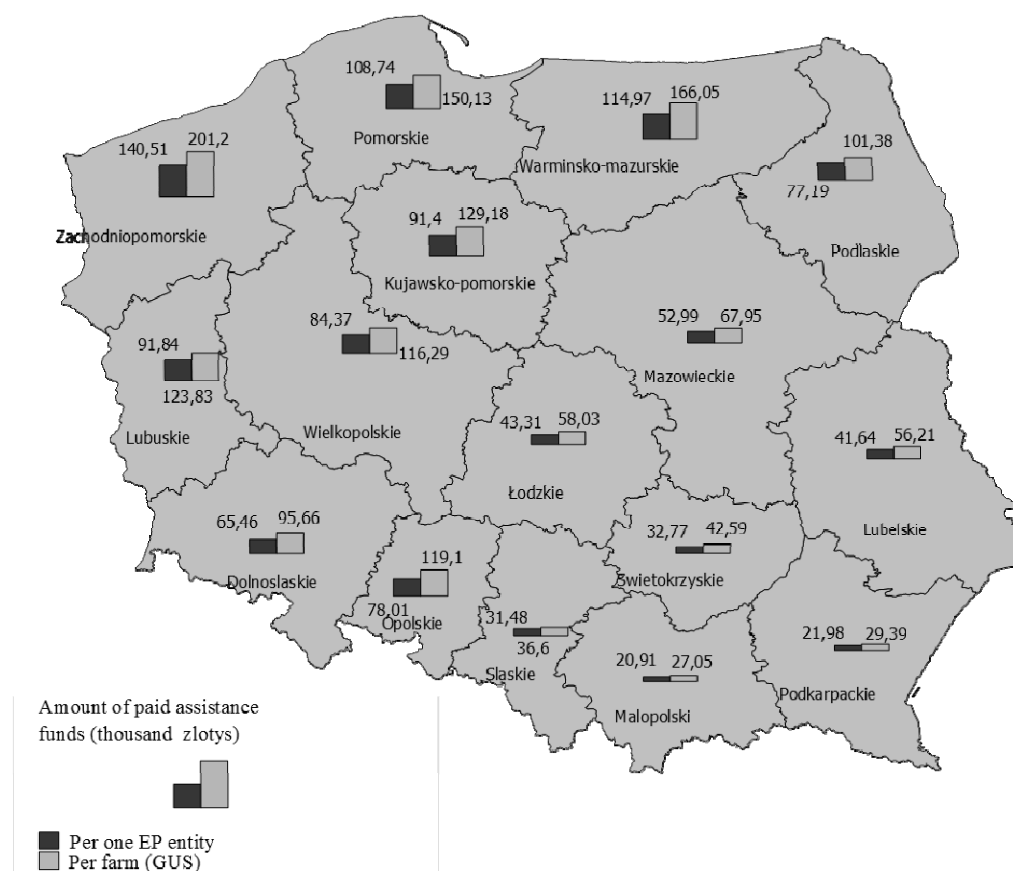 108,74
150,13
Pomorskie
114,97
166,05
Warminsko-mazurskie
101,38
77,19
Podlaskie
140,51
201,2
Zachodniopomorskie
91,4
129,18
Kujawsko-pomorskie
84,37
116,29
Wielkopolskie
52,99
67,95
Mazowieckie
91,84
123,83
Lubuskie
43,31
58,03
Łodzkie
41,64
56,21
Lubelskie
65,46
95,66
Dolnoslaskie
119,1
78,01
Opolskie
32,77
42,59
Swietokrzyskie
31,48
36,6
Slaskie
20,91
27,05
Malopolski
21,98
29,39
Podkarpackie
Amount of paid assistance
funds (thousand zlotys)
Per one EP entity
Per farm (GUS)